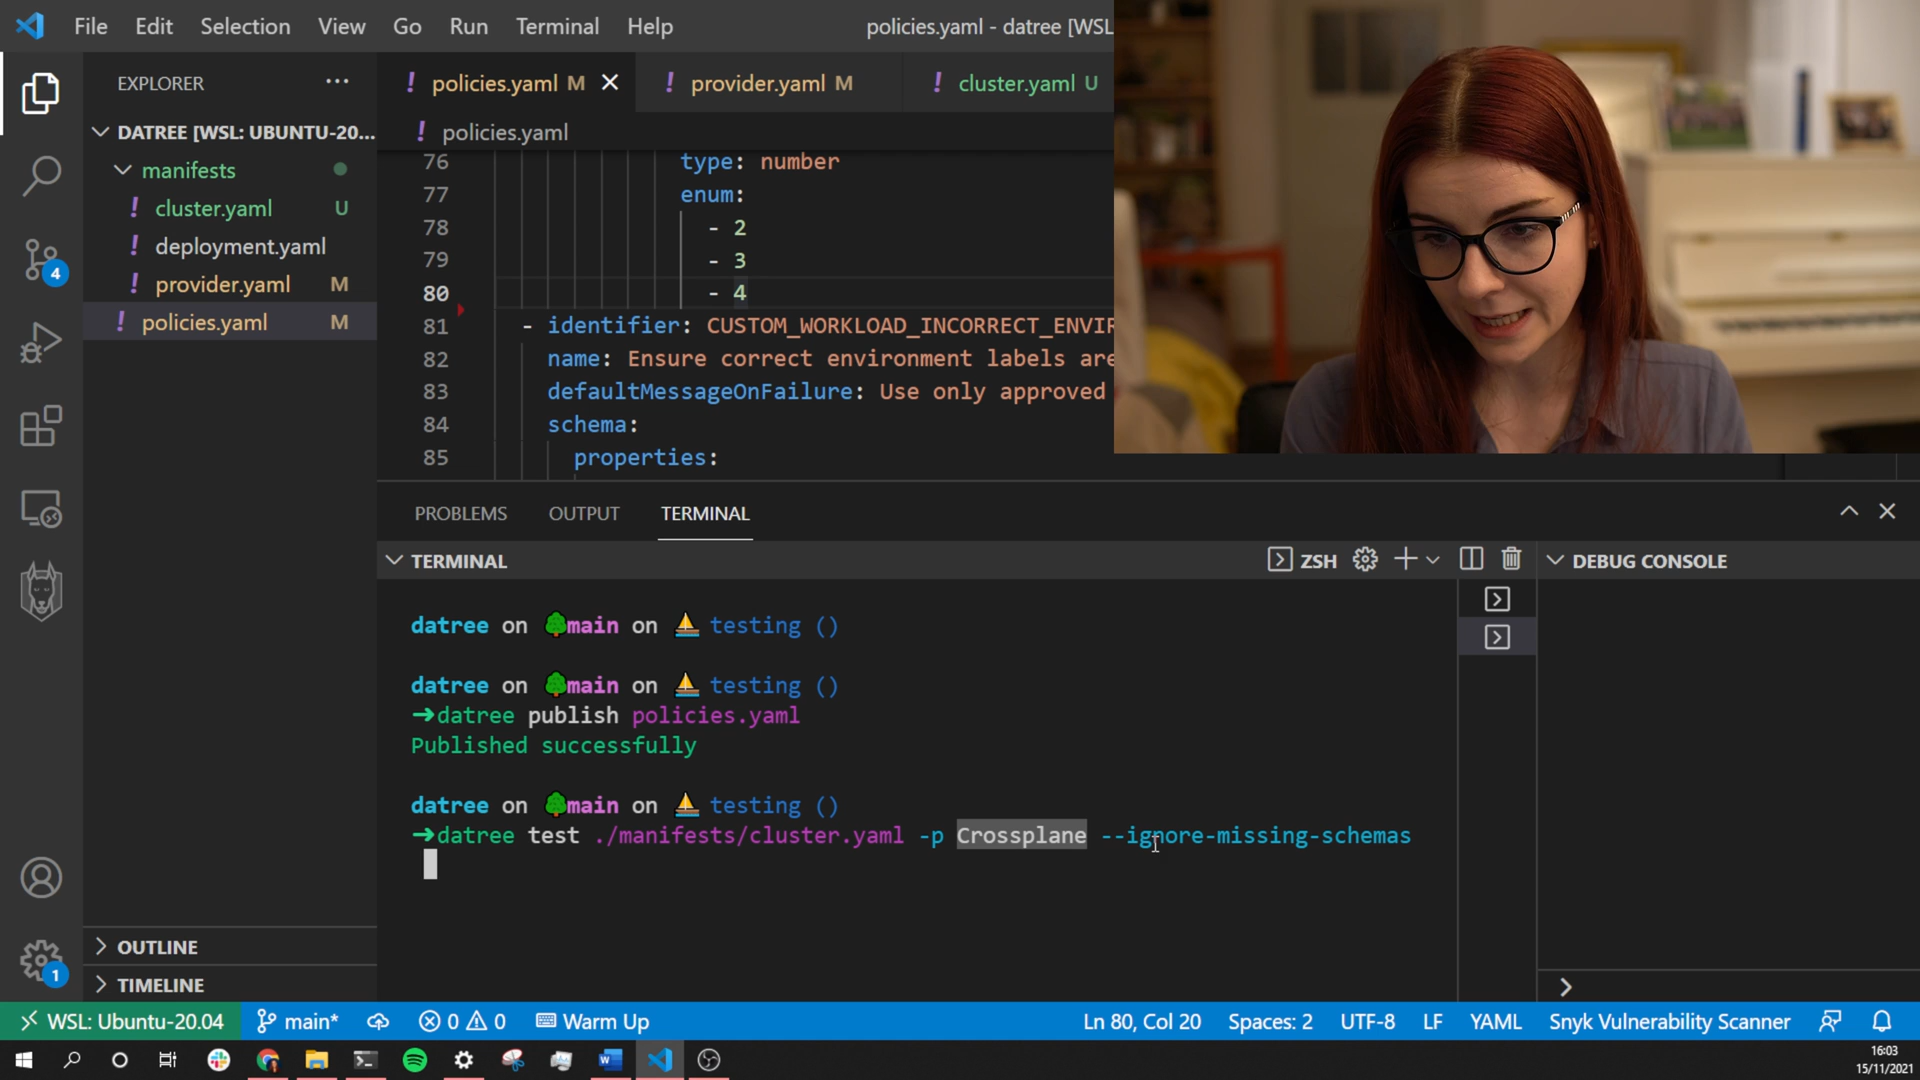 File Edit Selection View Go Run Terminal Help policies.yaml - datree [WSL:
EXPLORER ...
DATREE [WSL: UBUNTU-20...
manifests
! cluster.yaml U
! deployment.yaml
! provider.yaml M
! policies.yaml M
OUTLINE
TIMELINE
4
1
! policies.yaml M ! provider.yaml M ! cluster.yaml U
! policies.yaml
76 type: number
77 enum:
78 - 2
79 - 3
80 - 4
81 - identifier: CUSTOM_WORKLOAD_INCORRECT_ENVIR
82 name: Ensure correct environment labels are
83 defaultMessageOnFailure: Use only approved
84 schema:
85 properties:
PROBLEMS OUTPUT TERMINAL
TERMINAL ZSH DEBUG CONSOLE
datree on main on testing ()
datree on main on testing ()
➜datree publish policies.yaml
Published successfully
datree on main on testing ()
➜datree test ./manifests/cluster.yaml -p Crossplane --ignore-missing-schemas
WSL: Ubuntu-20.04 main* 0 0 Warm Up Ln 80, Col 20 Spaces: 2 UTF-8 LF YAML Snyk Vulnerability Scanner
16:03
15/11/2021